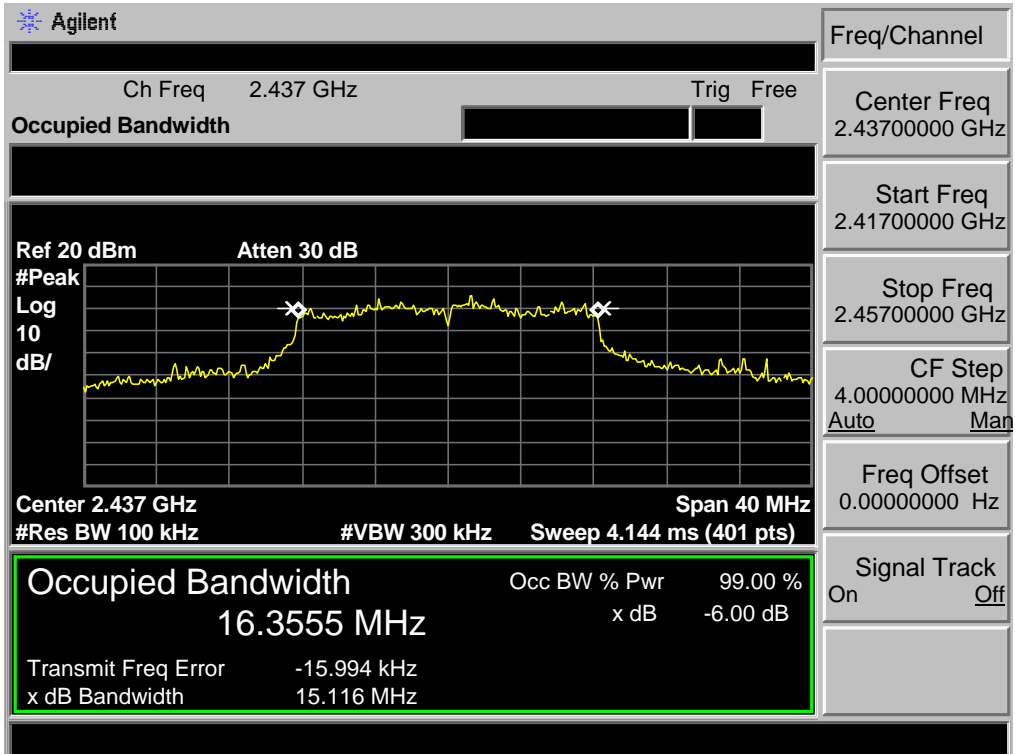 Agilent
Freq/Channel
Ch Freq 2.437 GHz Trig Free
Occupied Bandwidth
Center Freq
2.43700000 GHz
Start Freq
2.41700000 GHz
Stop Freq
2.45700000 GHz
CF Step
4.00000000 MHz
Auto Man
Freq Offset
0.00000000 Hz
Signal Track
On Off
Ref 20 dBm Atten 30 dB
#Peak
Log
10
dB/
Center 2.437 GHz Span 40 MHz
#Res BW 100 kHz #VBW 300 kHz Sweep 4.144 ms (401 pts)
Occupied Bandwidth Occ BW % Pwr 99.00 %
16.3555 MHz x dB -6.00 dB
Transmit Freq Error -15.994 kHz
x dB Bandwidth 15.116 MHz